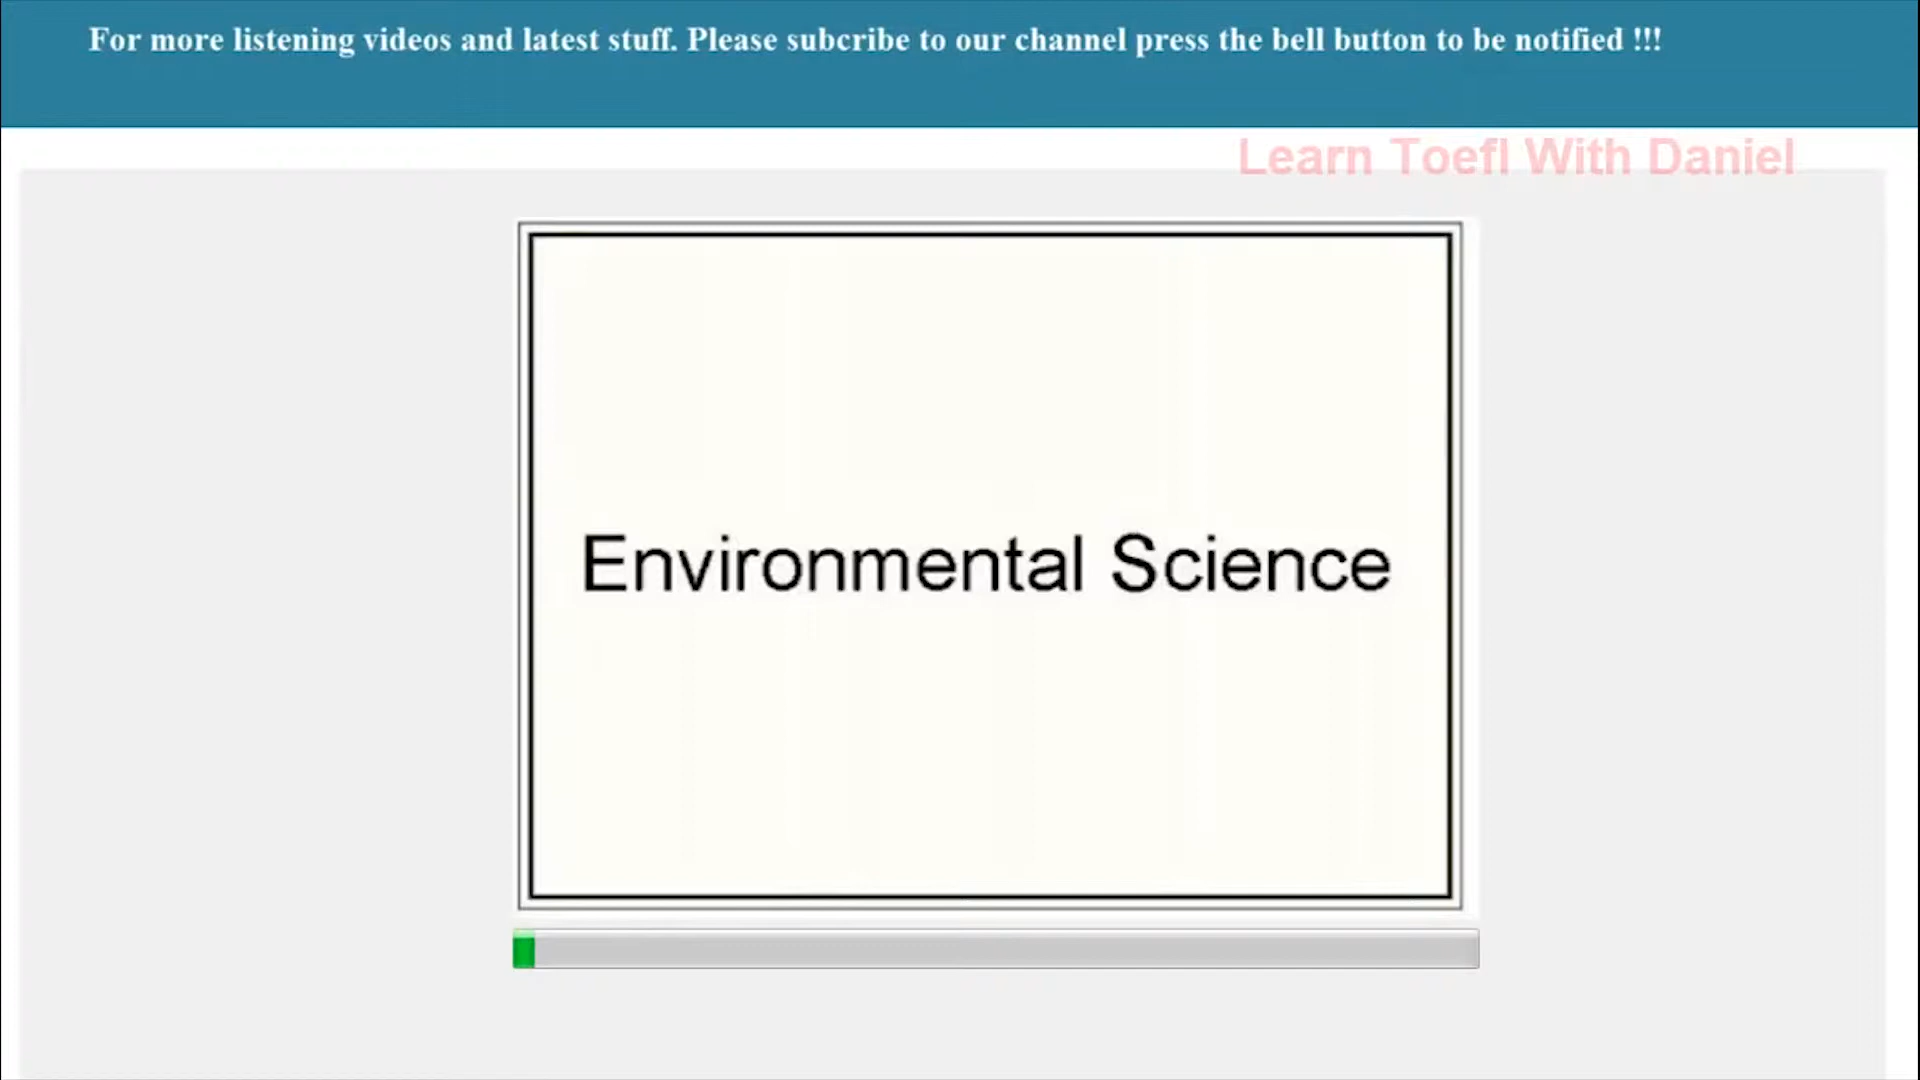 For more listening videos and latest stuff. Please subcribe to our channel press the bell button to be notified !!!
Learn Toefl With Daniel
Environmental Science